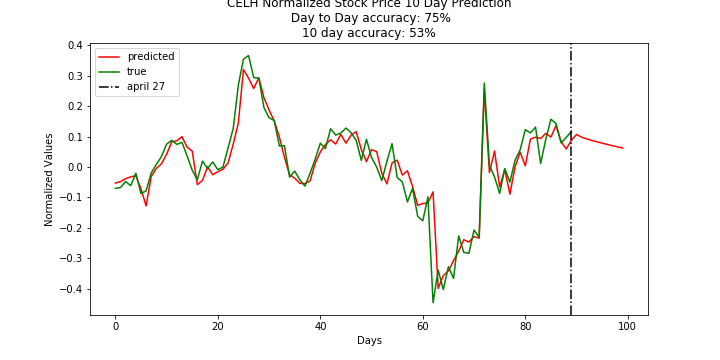 CELH Normalized Stock Price 10 Day Prediction
Day to Day accuracy: 75%
10 day accuracy: 53%
predicted
true
april 27
Normalized Values
0.4
0.3
0.2
0.1
0.0
−0.1
−0.2
−0.3
−0.4
0
20
40
60
80
100
Days